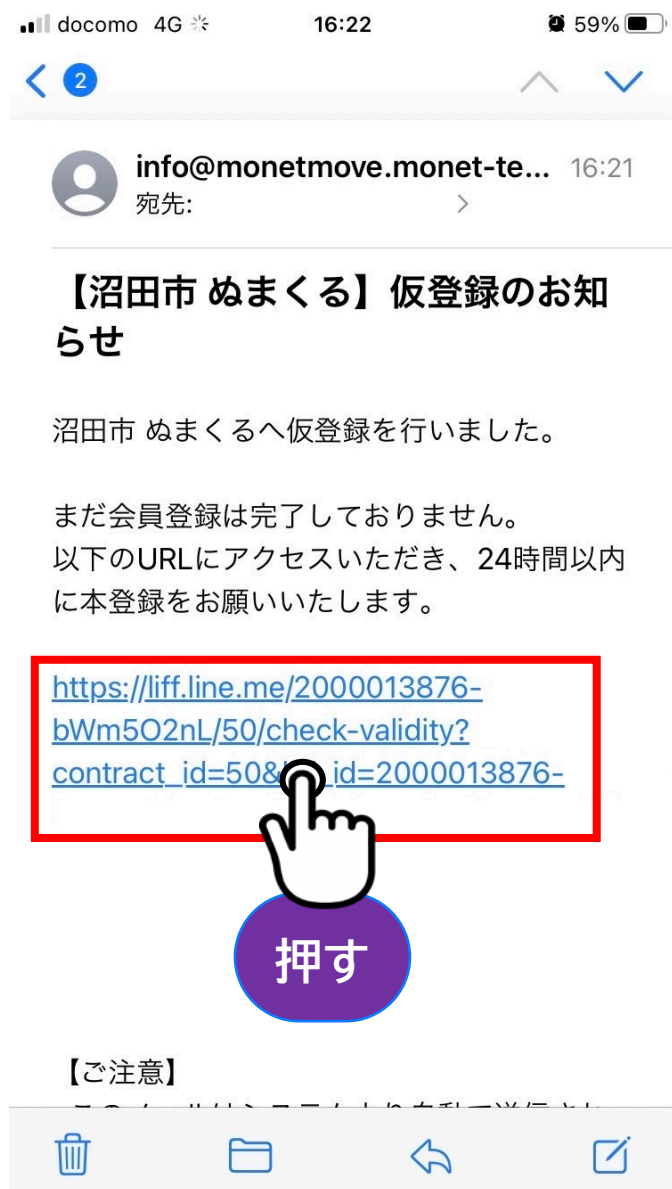 docomo 4G 16:22 59%
2
info@monetmove.monet-te... 16:21
宛先:
【沼田市 ぬまくる】仮登録のお知
らせ
沼田市 ぬまくるへ仮登録を行いました。
まだ会員登録は完了しておりません。
以下のURLにアクセスいただき、24時間以内
に本登録をお願いいたします。
https://liff.line.me/2000013876-
bWm5O2nL/50/check-validity?
contract_id=50& id=2000013876-
押す
【ご注意】